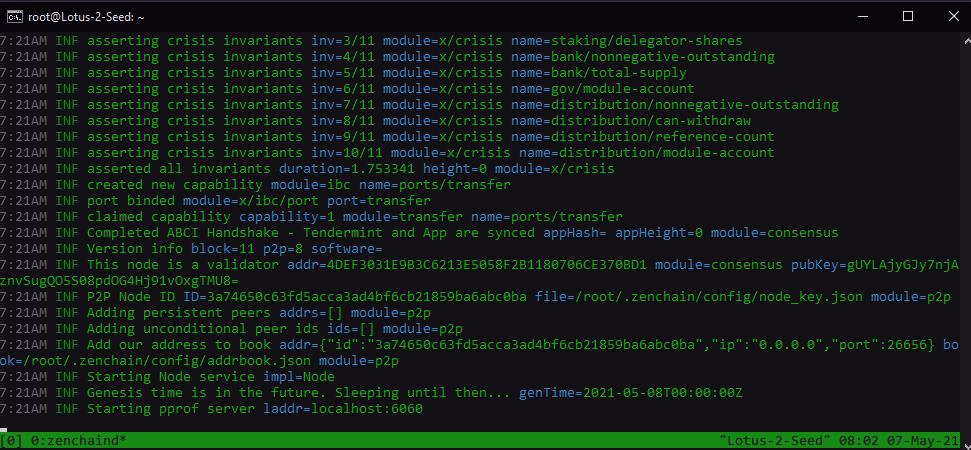 root@Lotus-2-Seed: ~
7:21AM INF asserting crisis invariants inv=3/11 module=x/crisis name=staking/delegator-shares
7:21AM INF asserting crisis invariants inv=4/11 module=x/crisis name=bank/nonnegative-outstanding
7:21AM INF asserting crisis invariants inv=5/11 module=x/crisis name=bank/total-supply
7:21AM INF asserting crisis invariants inv=6/11 module=x/crisis name=gov/module-account
7:21AM INF asserting crisis invariants inv=7/11 module=x/crisis name=distribution/nonnegative-outstanding
7:21AM INF asserting crisis invariants inv=8/11 module=x/crisis name=distribution/can-withdraw
7:21AM INF asserting crisis invariants inv=9/11 module=x/crisis name=distribution/reference-count
7:21AM INF asserting crisis invariants inv=10/11 module=x/crisis name=distribution/module-account
7:21AM INF asserted all invariants duration=1.753341 height=0 module=x/crisis
7:21AM INF created new capability module=ibc name=ports/transfer
7:21AM INF port binded module=x/ibc/port port=transfer
7:21AM INF claimed capability capability=1 module=transfer name=ports/transfer
7:21AM INF Completed ABCI Handshake - Tendermint and App are synced appHash= appHeight=0 module=consensus
7:21AM INF Version info block=11 p2p=8 software=
7:21AM INF This node is a validator addr=4DEF3031E9B3C6213E5058F2B1180706CE370BD1 module=consensus pubKey=gUYLAjyGJy7njA
znvSugQO5S08pdOG4Hj91vOxgTMU8=
7:21AM INF P2P Node ID ID=3a74650c63fd5acca3ad4bf6cb21859ba6abc0ba file=/root/.zenchain/config/node_key.json module=p2p
7:21AM INF Adding persistent peers addrs=[] module=p2p
7:21AM INF Adding unconditional peer ids ids=[] module=p2p
7:21AM INF Add our address to book addr={"id":"3a74650c63fd5acca3ad4bf6cb21859ba6abc0ba","ip":"0.0.0.0","port":26656} bo
ok=/root/.zenchain/config/addrbook.json module=p2p
7:21AM INF Starting Node service impl=Node
7:21AM INF Genesis time is in the future. Sleeping until then... genTime=2021-05-08T00:00:00Z
7:21AM INF Starting pprof server laddr=localhost:6060
[0] 0:zenchaind* "Lotus-2-Seed" 08:02 07-May-21